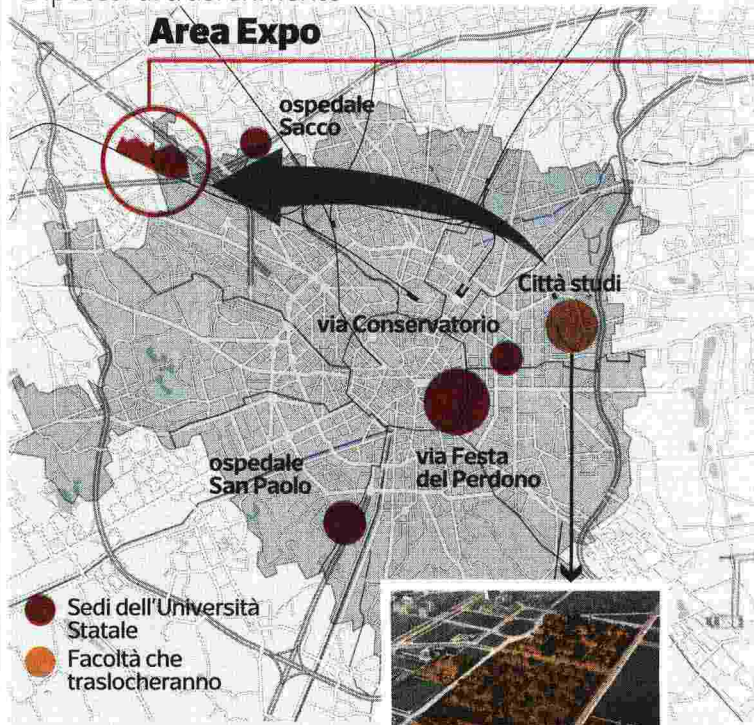 Area Expo
ospedale
Sacco
Città studi
via Conservatorio
via Festa
del Perdono
ospedale
San Paolo
Sedi dell'Università
Statale
Facoltà che
traslocheranno